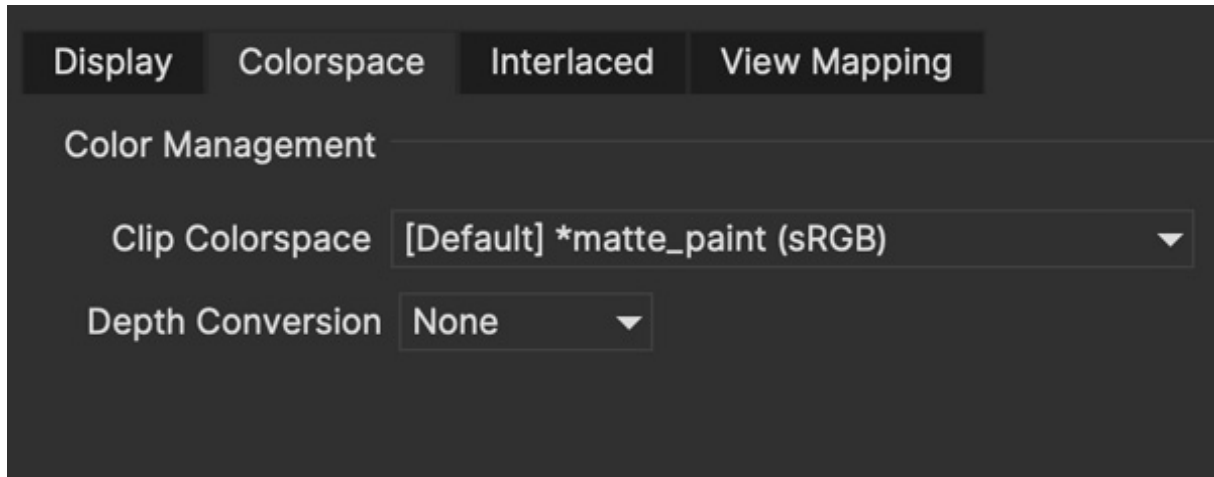 Display Colorspace Interlaced View Mapping
Color Management
Clip Colorspace [Default] *matte_paint (sRGB)
Depth Conversion None